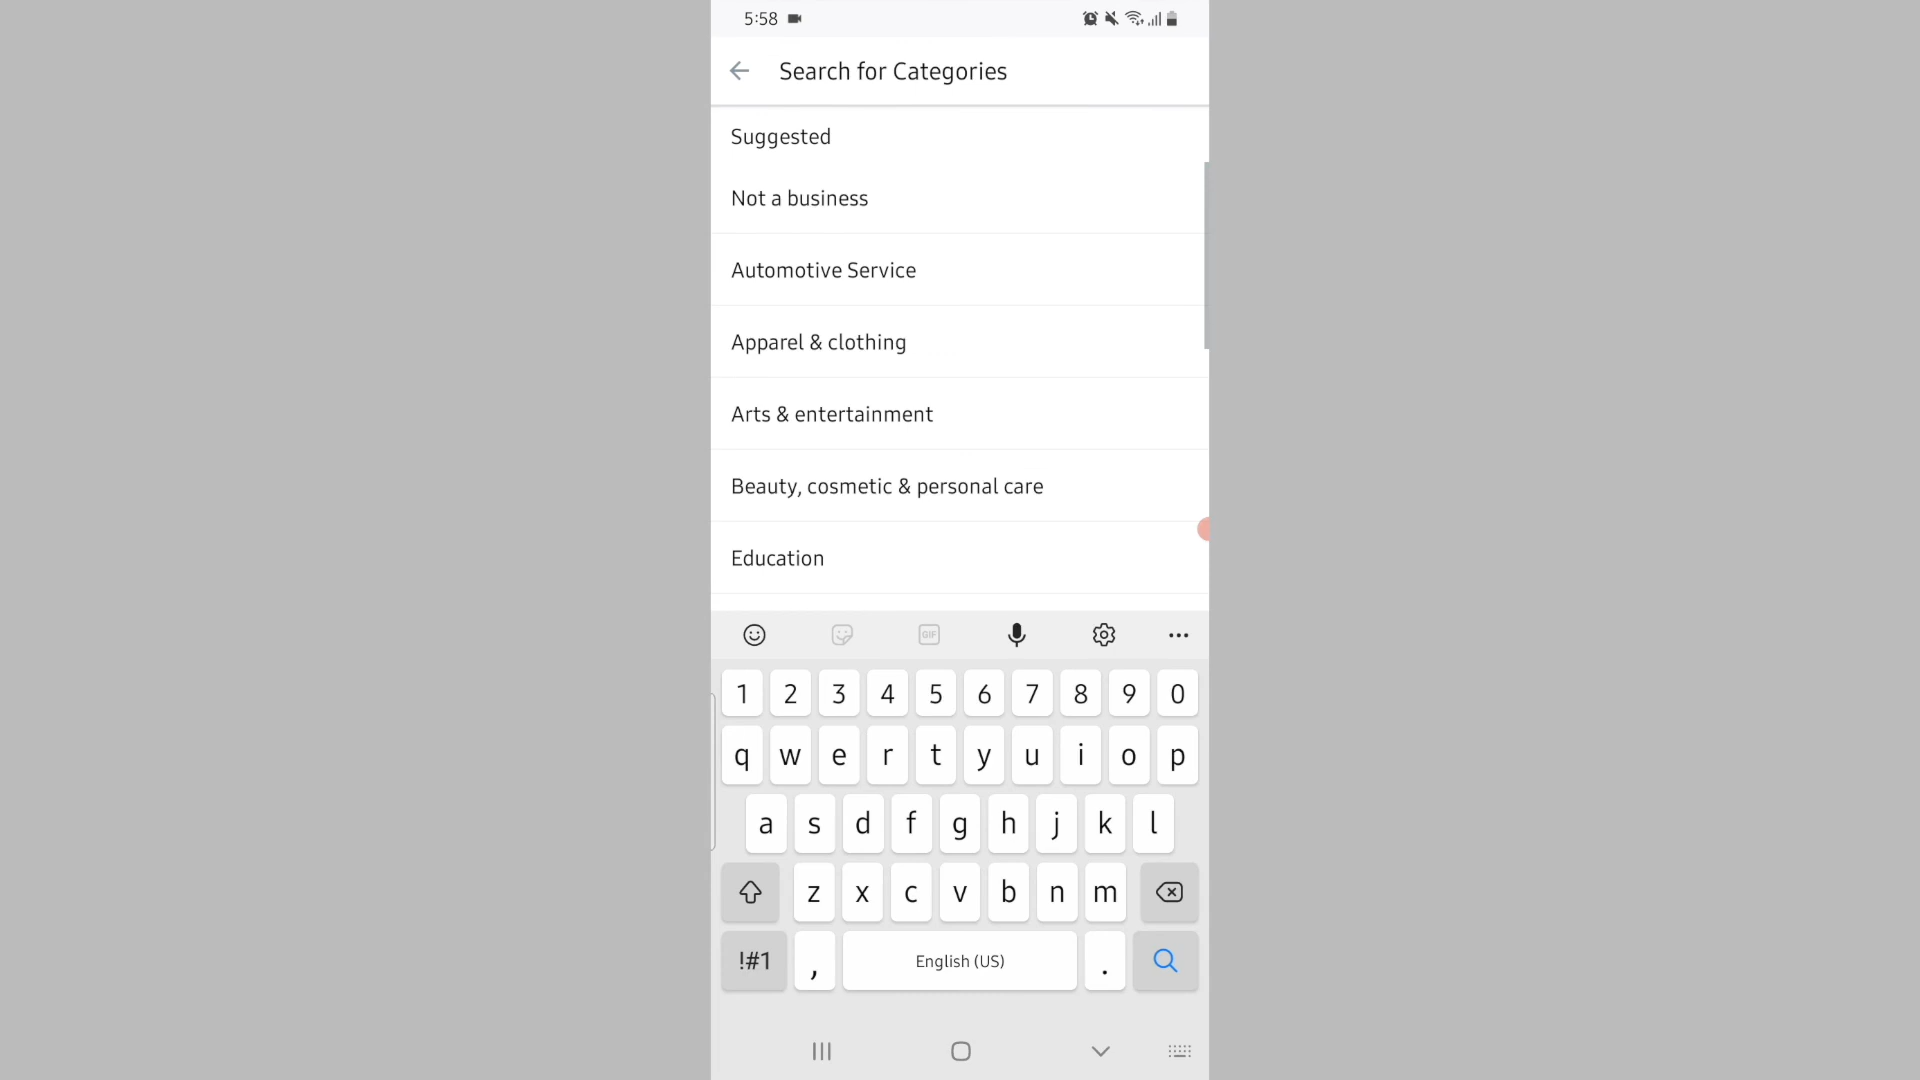 5:58
Search for Categories
Suggested
Not a business
Automotive Service
Apparel & clothing
Arts & entertainment
Beauty, cosmetic & personal care
Education
GIF
1 2 3 4 5 6 7 8 9 0
q w e r t y u i o p
a s d f g h j k l
z x c v b n m
!#1 , English (US) .